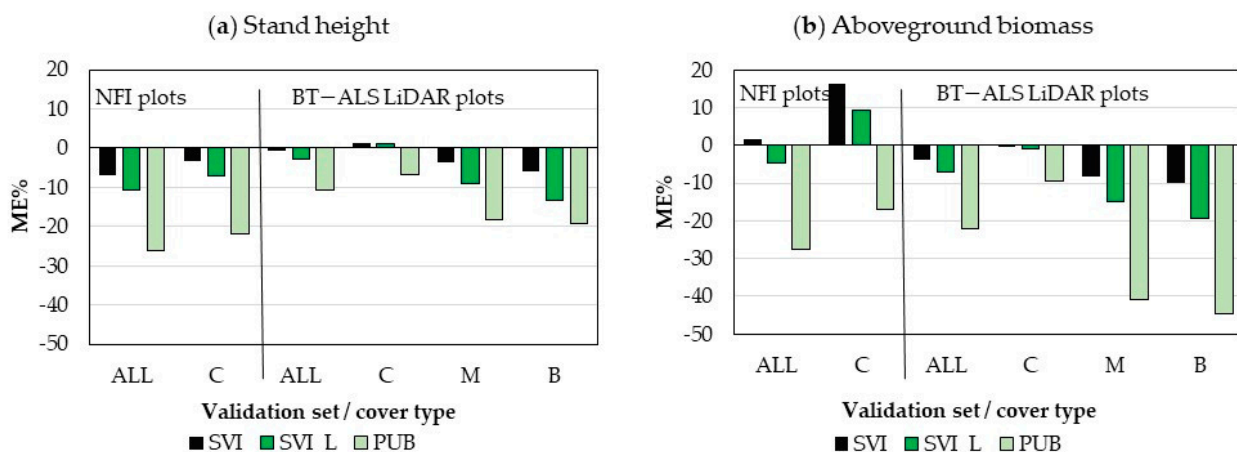 (a) Stand height
20
10
0
-10
-20
-30
-40
-50
ME%
NFI plots
BT−ALS LiDAR plots
ALL C ALL C M B
Validation set / cover type
SVI SVI L PUB
(b) Aboveground biomass
20
10
0
-10
-20
-30
-40
-50
ME%
NFI plots
BT−ALS LiDAR plots
ALL C ALL C M B
Validation set / cover type
SVI SVI L PUB